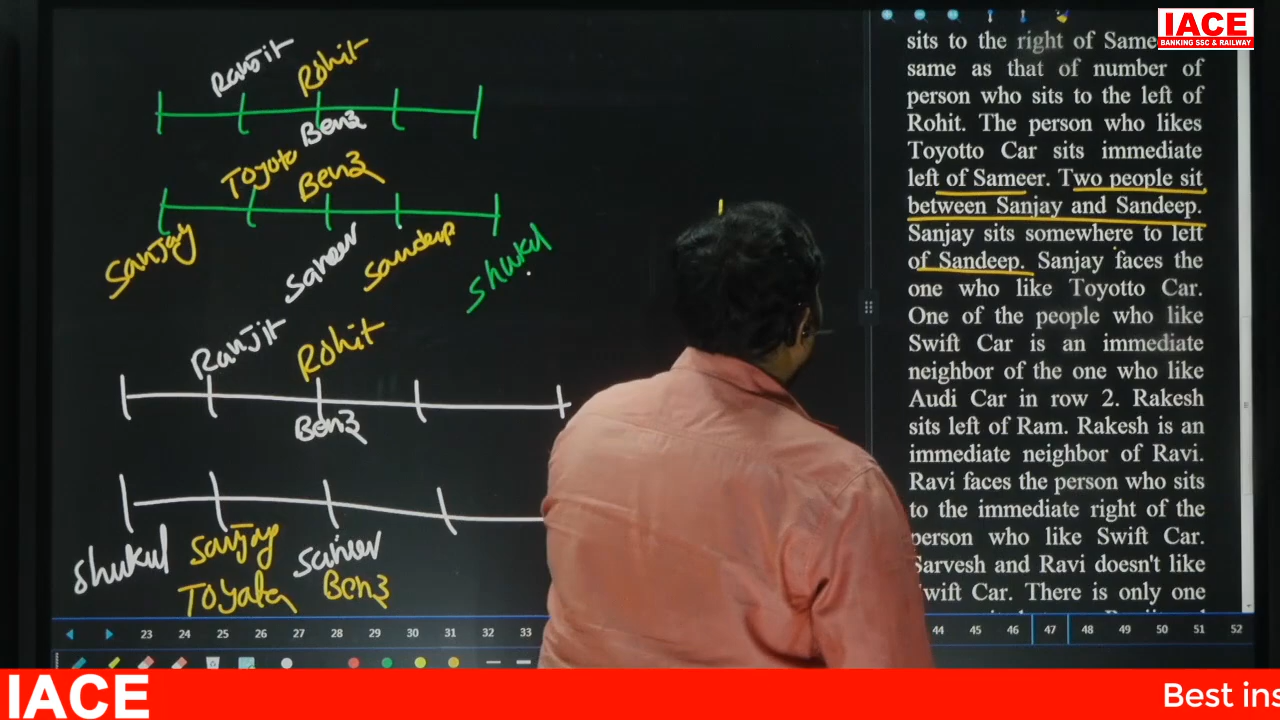 Ranjit Rohit
Benz
Toyota Benz
Sanjay Sameer Sandeep Shukul
Ranjit Rohit
Benz
Shukul Sanjay Sameer
Toyata Benz
IACE
BANKING SSC & RAILWAY
sits to the right of Same
same as that of number of
person who sits to the left of
Rohit. The person who likes
Toyotto Car sits immediate
left of Sameer. Two people sit
between Sanjay and Sandeep.
Sanjay sits somewhere to left
of Sandeep. Sanjay faces the
one who like Toyotto Car.
One of the people who like
Swift Car is an immediate
neighbor of the one who like
Audi Car in row 2. Rakesh
sits left of Ram. Rakesh is an
immediate neighbor of Ravi.
Ravi faces the person who sits
to the immediate right of the
person who like Swift Car.
Sarvesh and Ravi doesn't like
wift Car. There is only one
23 24 25 26 27 28 29 30 31 32 33 44 45 46 47 48 49 50 51 52
IACE Best ins